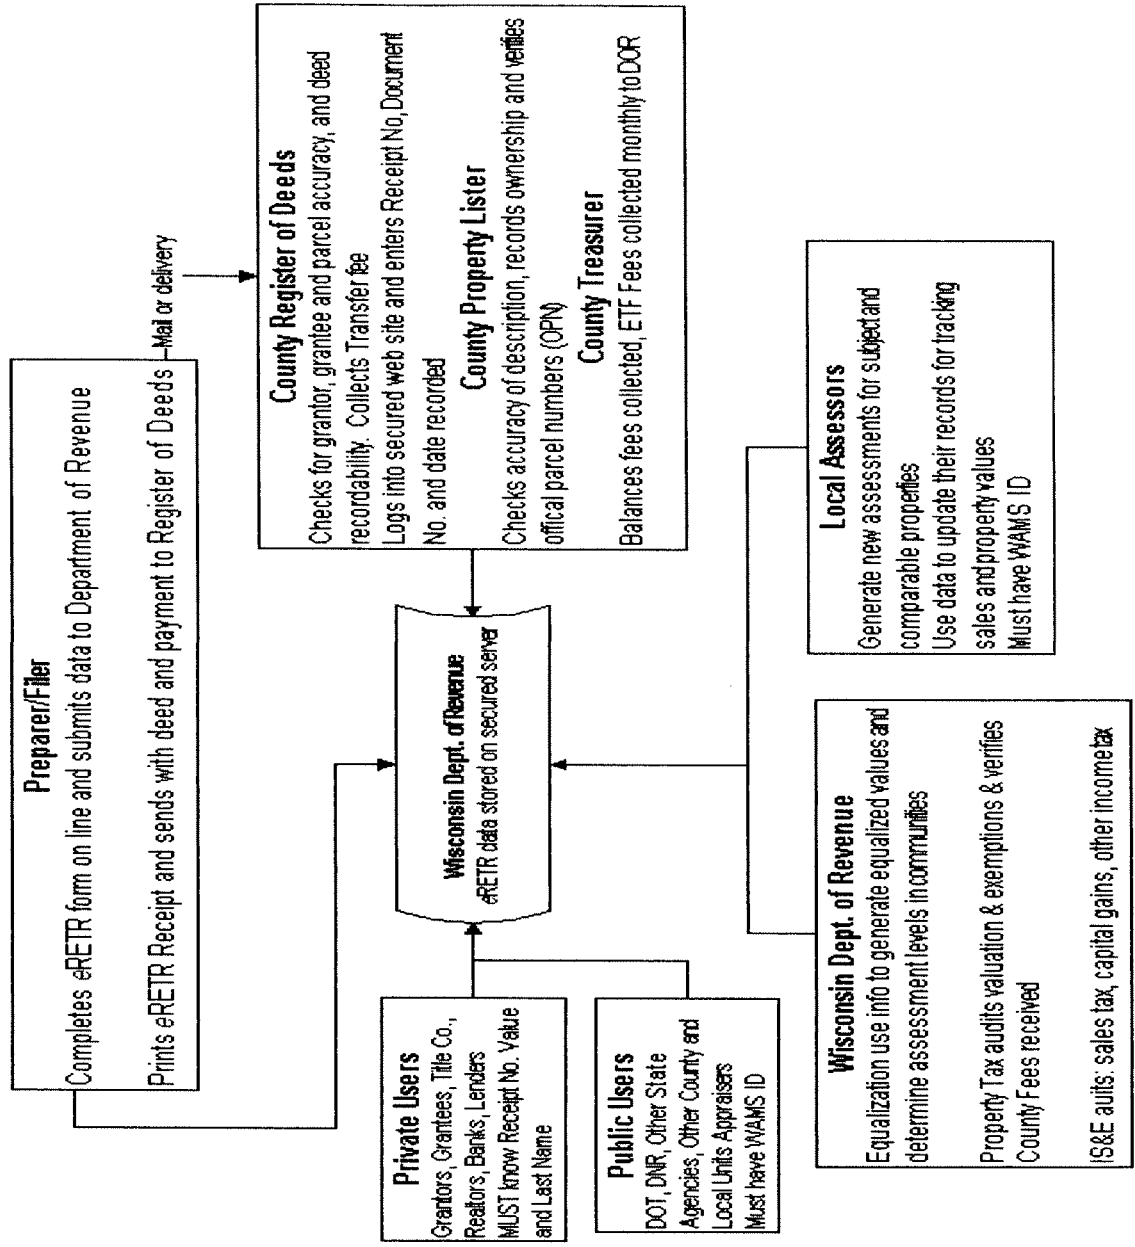 Preparer/Filer
Completes eRETR form on line and submits data to Department of Revenue
Prints eRETR Receipt and sends with deed and payment to Register of Deeds
Mail or delivery
County Register of Deeds
Checks for grantor, grantee and parcel accuracy, and deed
recordability. Collects Transfer fee
Logs into secured web site and enters Receipt No, Document
No. and date recorded
County Property Lister
Checks accuracy of description, records ownership and verifies
offical parcel numbers (OPN)
County Treasurer
Balances fees collected, ETF Fees collected monthly to DOR
Wisconsin Dept. of Revenue
eRETR data stored on secured server
Private Users
Grantors, Grantees, Title Co.,
Realtors, Banks, Lenders
MUST know Receipt No. Value
and Last Name
Public Users
DOT, DNR, Other State
Agencies, Other County and
Local Units Appraisers
Must have WAMS ID
Wisconsin Dept. of Revenue
Equalization use info to generate equalized values and
determine assessment levels in communities
Property Tax audits valuation & exemptions & verifies
County Fees received
IS&E auits: sales tax, capital gains, other income tax
Local Assessors
Generate new assessments for subject and
comparable properties
Use data to update their records for tracking
sales and property values
Must have WAMS ID